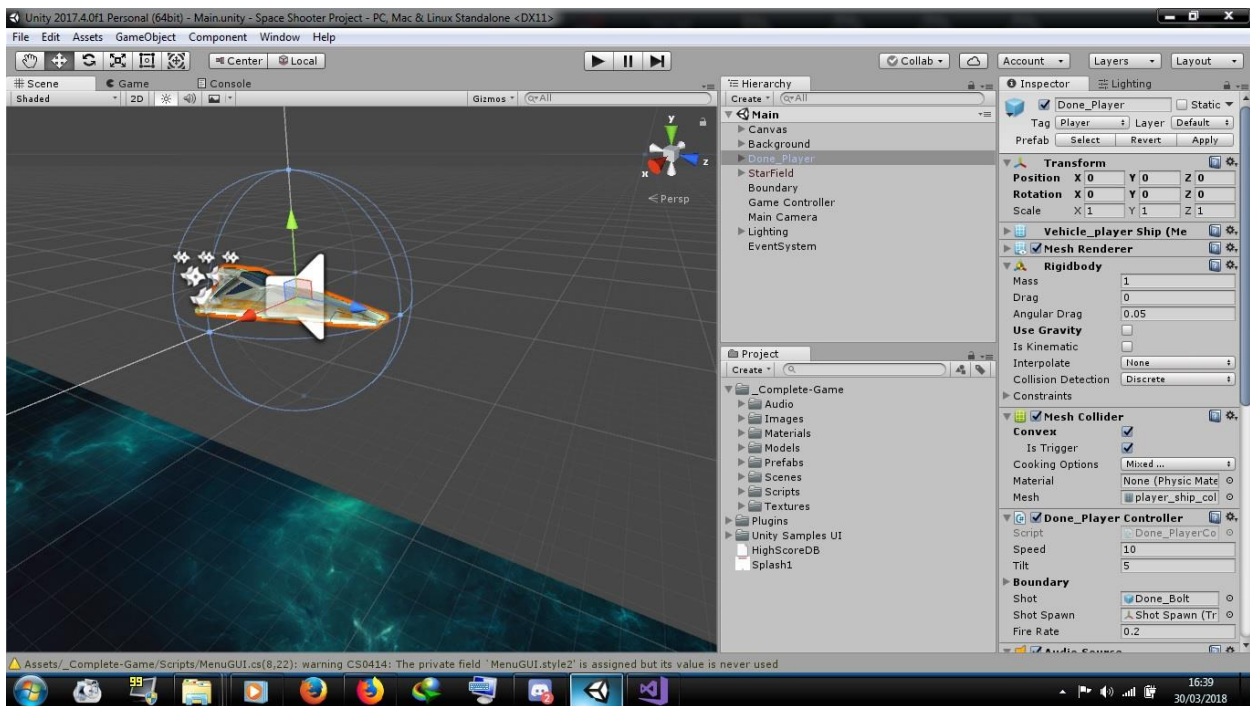 Unity 2017.4.0f1 Personal (64bit) - Main.unity - Space Shooter Project - PC, Mac & Linux Standalone <DX11>
File Edit Assets GameObject Component Window Help
Center Local Collab Account Layers Layout
Scene Game Console
Shaded 2D Gizmos All
y
z
x
Persp
Hierarchy
Create All
Main
Canvas
Background
Done_Player
StarField
Boundary
Game Controller
Main Camera
Lighting
EventSystem
Project
Create
_Complete-Game
Audio
Images
Materials
Models
Prefabs
Scenes
Scripts
Textures
Plugins
Unity Samples UI
HighScoreDB
Splash1
Inspector Lighting
Done_Player Static
Tag Player Layer Default
Prefab Select Revert Apply
Transform
Position X 0 Y 0 Z 0
Rotation X 0 Y 0 Z 0
Scale X 1 Y 1 Z 1
Vehicle_player Ship (Me
Mesh Renderer
Rigidbody
Mass 1
Drag 0
Angular Drag 0.05
Use Gravity
Is Kinematic
Interpolate None
Collision Detection Discrete
Constraints
Mesh Collider
Convex
Is Trigger
Cooking Options Mixed ...
Material None (Physic Mate
Mesh player_ship_col
Done_Player Controller
Script Done_PlayerCo
Speed 10
Tilt 5
Boundary
Shot Done_Bolt
Shot Spawn Shot Spawn (Tr
Fire Rate 0.2
Audio Source
Assets/_Complete-Game/Scripts/MenuGUI.cs(8,22): warning CS0414: The private field `MenuGUI.style2' is assigned but its value is never used
99
16:39
30/03/2018